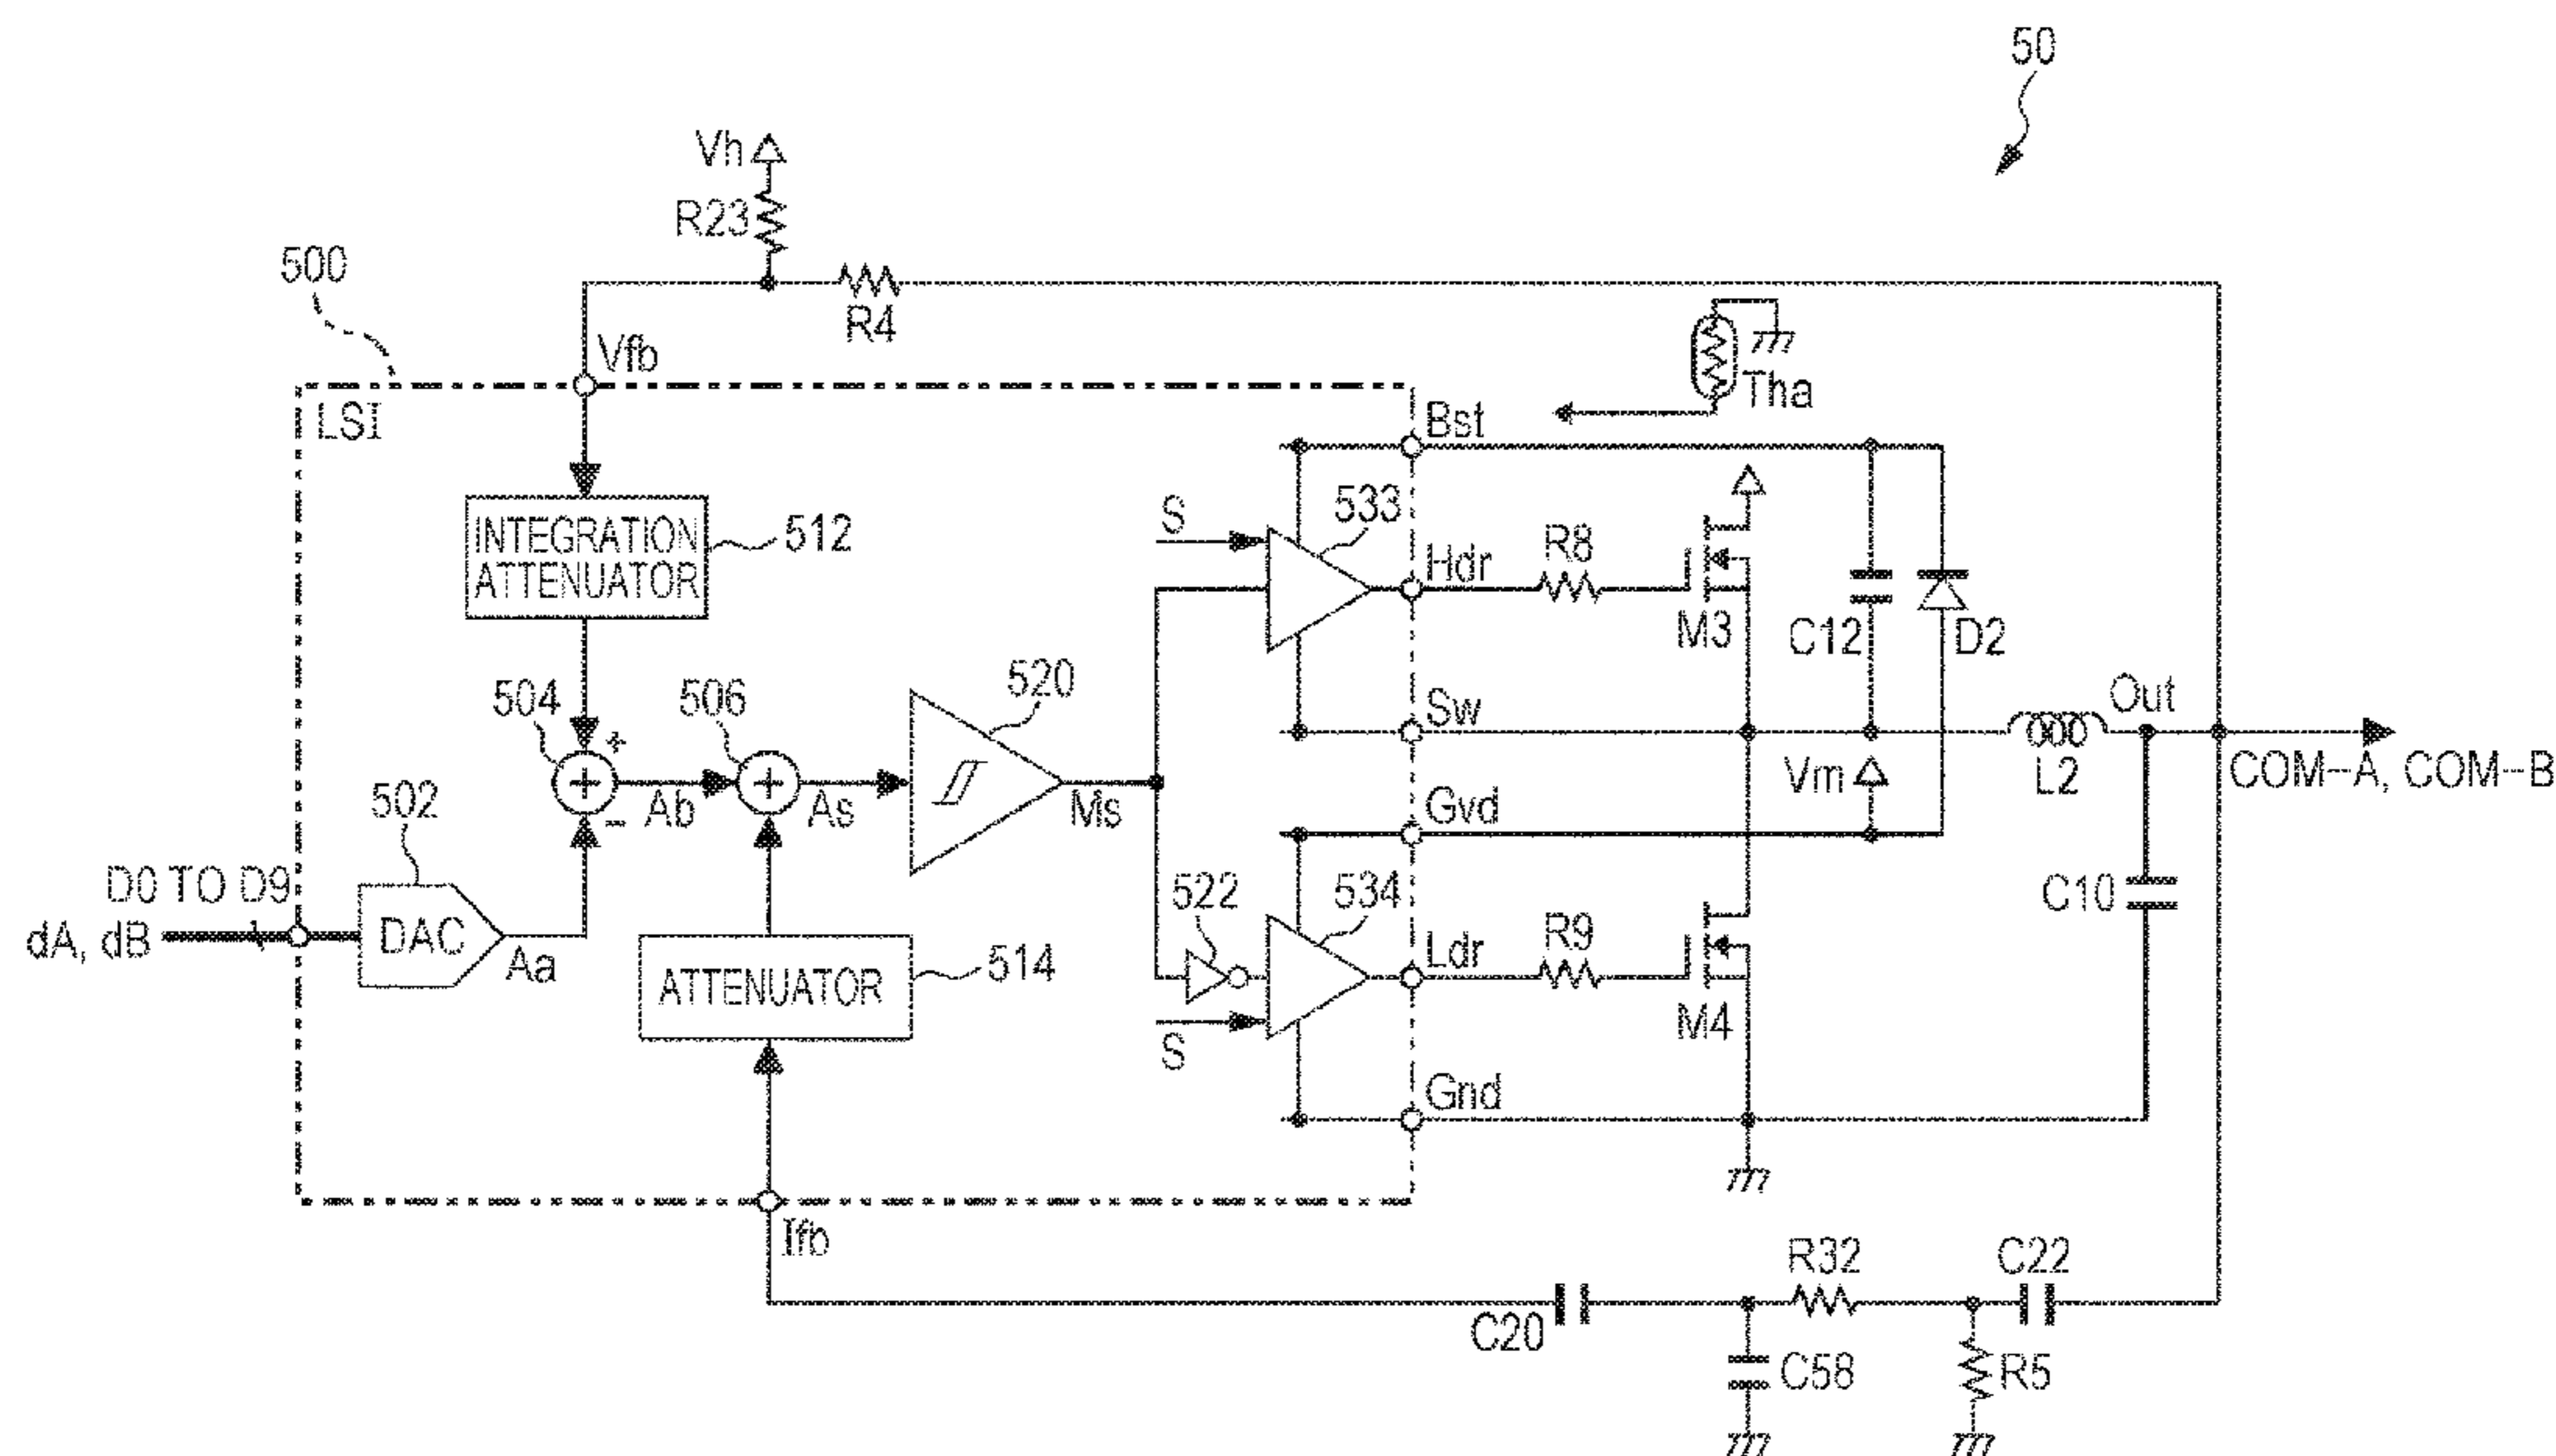 50
Vh
R23
500
R4
Vfb
LSI
Tha
Bst
INTEGRATION
ATTENUATOR
512
S
533
Hdr
R8
M3
C12
D2
504
506
520
Sw
Out
+
+
-
+
Ab
As
Ms
Vm
L2
COM-A, COM-B
502
Gvd
D0 TO D9
dA, dB
DAC
Aa
522
534
C10
ATTENUATOR
514
Ldr
R9
S
M4
Gnd
Ifb
R32
C22
C20
C58
R5